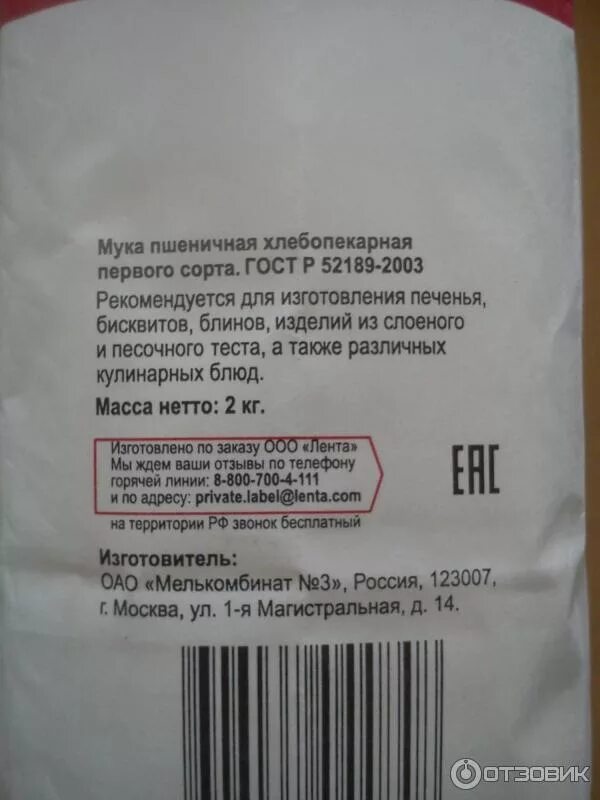 Мука пшеничная хлебопекарная
первого сорта. ГОСТ Р 52189-2003
Рекомендуется для изготовления печенья,
бисквитов, блинов, изделий из слоеного
и песочного теста, а также различных
кулинарных блюд.
Масса нетто: 2 кг.
Изготовлено по заказу ООО «Лента»
Мы ждем ваши отзывы по телефону
горячей линии: 8-800-700-4-111
и по адресу: private.label@lenta.com
на территории РФ звонок бесплатный
EAC
Изготовитель:
ОАО «Мелькомбинат №3», Россия, 123007,
г. Москва, ул. 1-я Магистральная, д. 14.
ОТЗОВИК